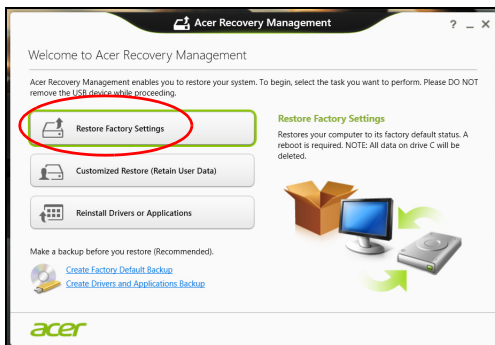 Acer Recovery Management
? _ ×
Welcome to Acer Recovery Management
Acer Recovery Management enables you to restore your system. To begin, select the task you want to perform. Please DO NOT
remove the USB device while proceeding.
Restore Factory Settings
Customized Restore (Retain User Data)
Reinstall Drivers or Applications
Restore Factory Settings
Restores your computer to its factory default status. A
reboot is required. NOTE: All data on drive C will be
deleted.
Make a backup before you restore (Recommended).
Create Factory Default Backup
Create Drivers and Applications Backup
acer